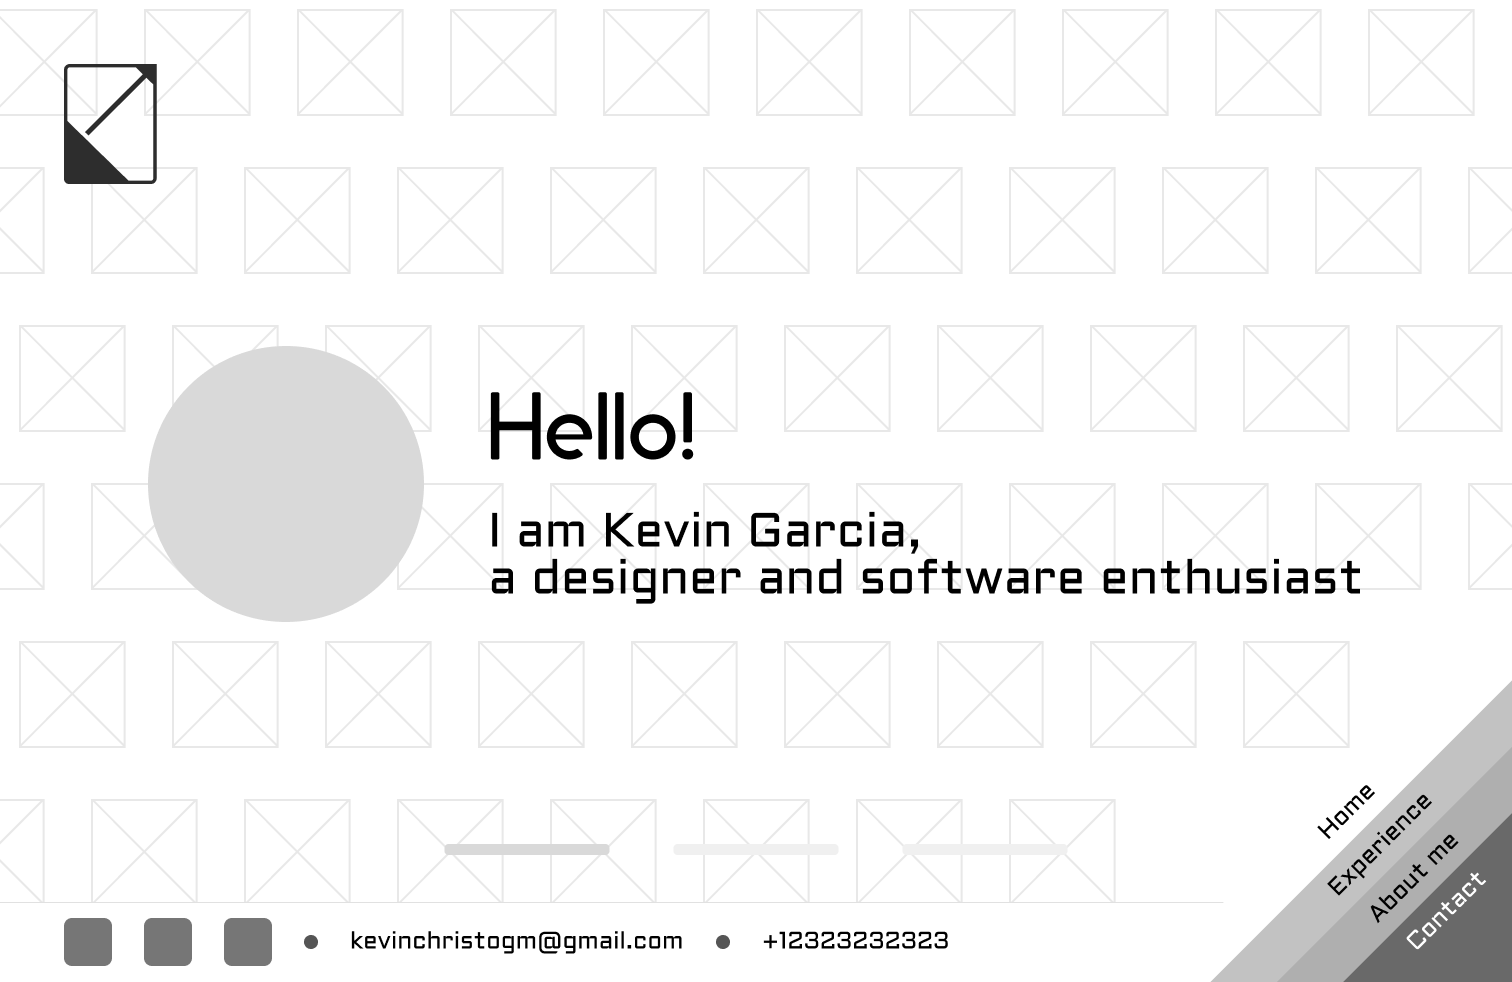 Hello!
I am Kevin Garcia,
a designer and software enthusiast
Home
Experience
About me
Contact
kevinchristogm@gmail.com
+12323232323